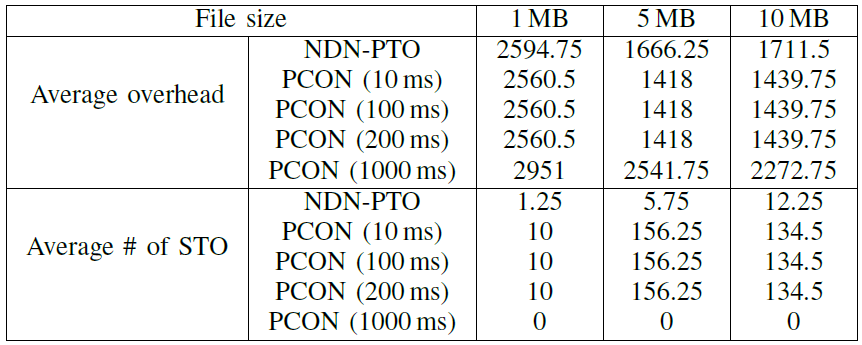 File size 1 MB 5 MB 10 MB
NDN-PTO 2594.75 1666.25 1711.5
PCON (10 ms) 2560.5 1418 1439.75
Average overhead PCON (100 ms) 2560.5 1418 1439.75
PCON (200 ms) 2560.5 1418 1439.75
PCON (1000 ms) 2951 2541.75 2272.75
NDN-PTO 1.25 5.75 12.25
PCON (10 ms) 10 156.25 134.5
Average # of STO PCON (100 ms) 10 156.25 134.5
PCON (200 ms) 10 156.25 134.5
PCON (1000 ms) 0 0 0